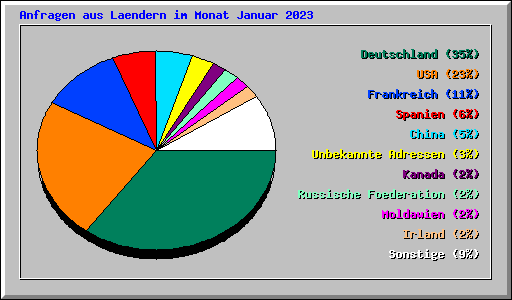 Anfragen aus Laendern im Monat Januar 2023
Deutschland (35%)
USA (23%)
Frankreich (11%)
Spanien (6%)
China (5%)
Unbekannte Adressen (3%)
Kanada (2%)
Russische Foederation (2%)
Moldawien (2%)
Irland (2%)
Sonstige (9%)